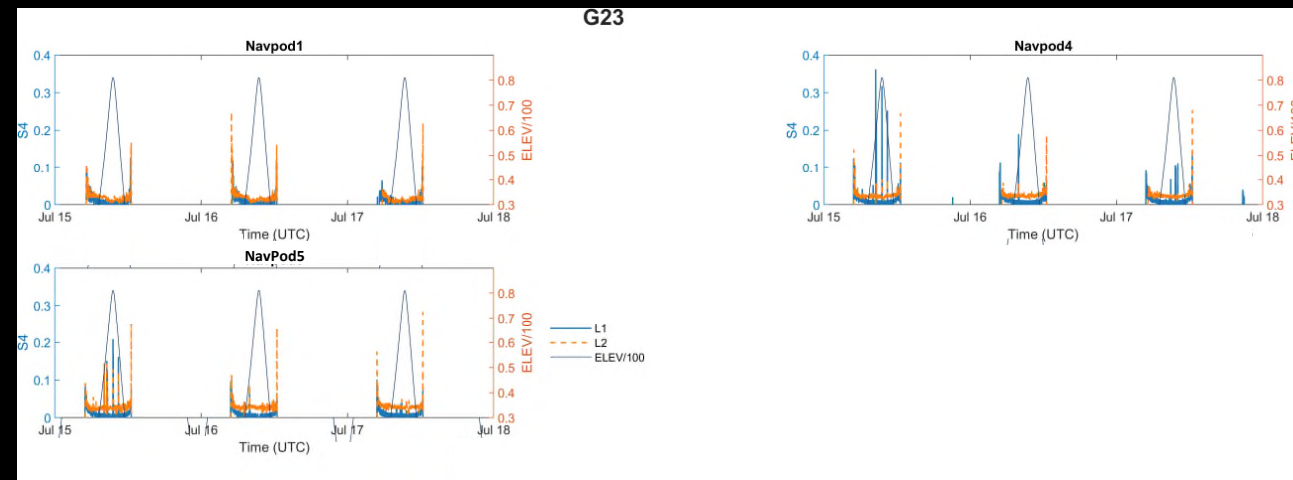 G23
Navpod1
0.4
0.3
0.2
0.1
0
S4
0.8
0.7
0.6
0.5
0.4
0.3
ELEV/100
Jul 15
Jul 16
Jul 17
Jul 18
Time (UTC)
Navpod4
0.4
0.3
0.2
0.1
0
S4
0.8
0.7
0.6
0.5
0.4
0.3
Jul 15
Jul 16
Jul 17
Jul 18
Time (UTC)
NavPod5
0.4
0.3
0.2
0.1
0
S4
0.8
0.7
0.6
0.5
0.4
0.3
ELEV/100
Jul 15
Jul 16
Jul 17
Jul 18
Time (UTC)
L1
L2
ELEV/100